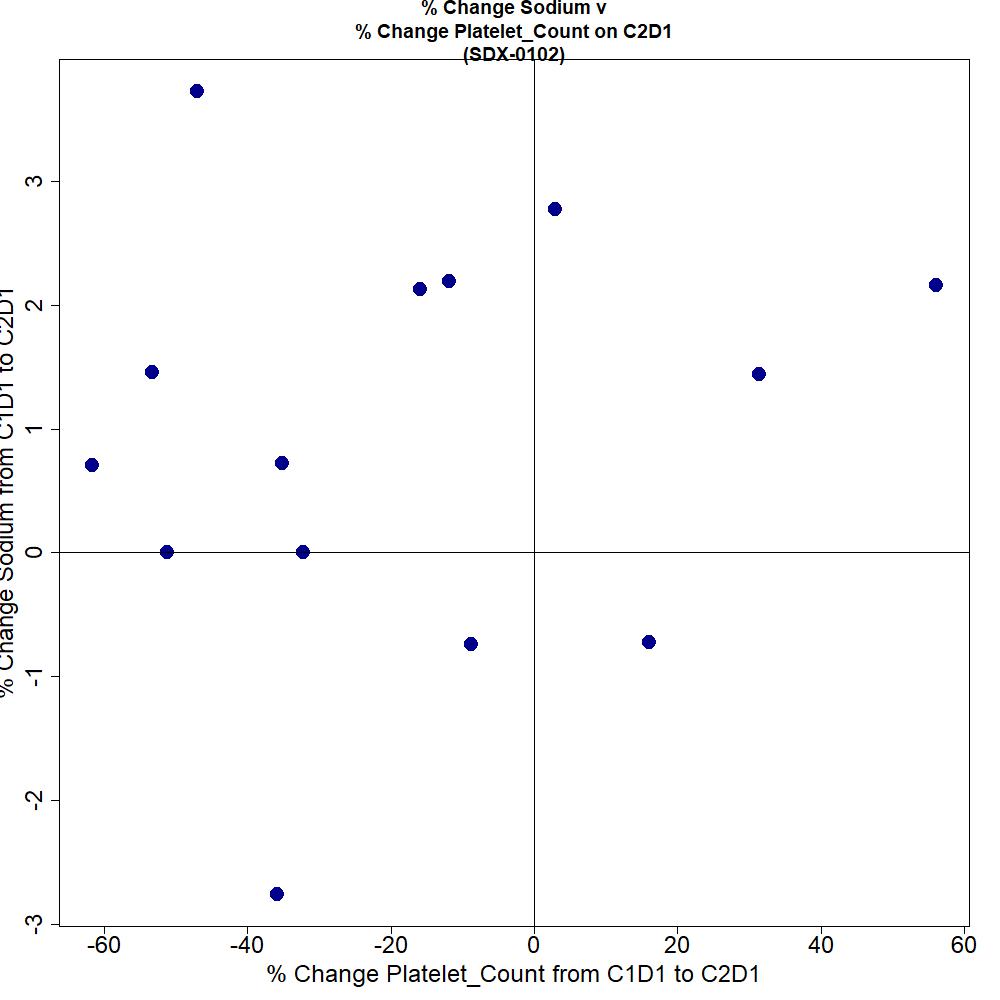 % Change Sodium v
% Change Platelet_Count on C2D1
(SDX-0102)
% Change Sodium from C1D1 to C2D1
3
2
1
0
-1
-2
-3
-60 -40 -20 0 20 40 60
% Change Platelet_Count from C1D1 to C2D1